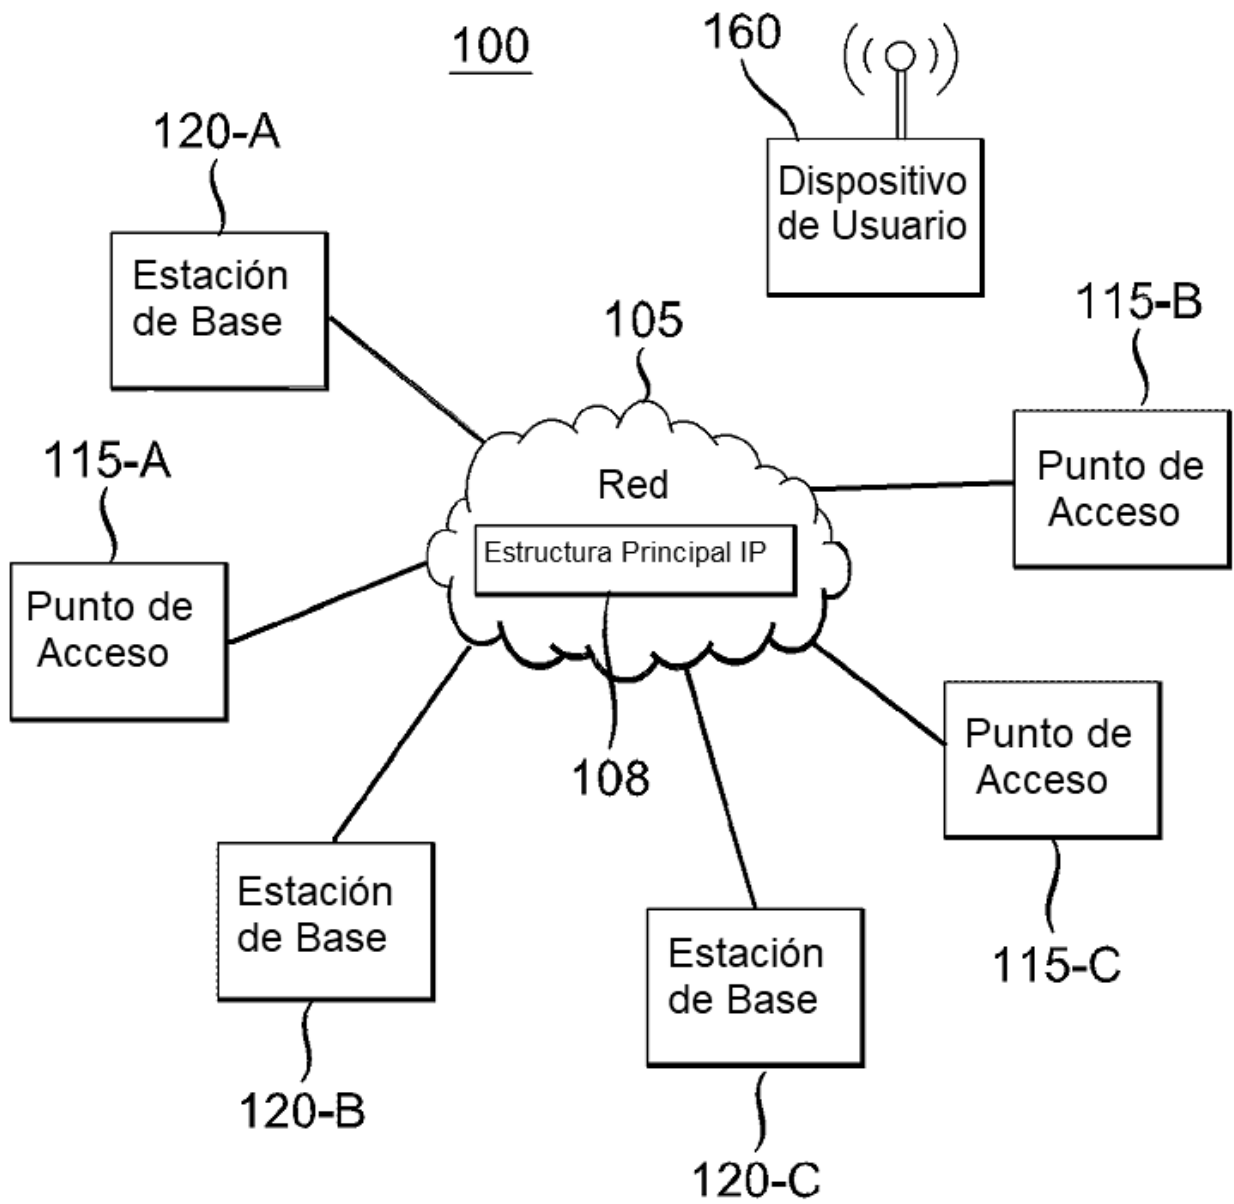 100
160
120-A
Dispositivo
de Usuario
Estación
de Base
105
115-B
115-A
Punto de
Acceso
Red
Estructura Principal IP
Punto de
Acceso
Punto de
Acceso
108
Estación
de Base
Estación
de Base
115-C
120-B
120-C